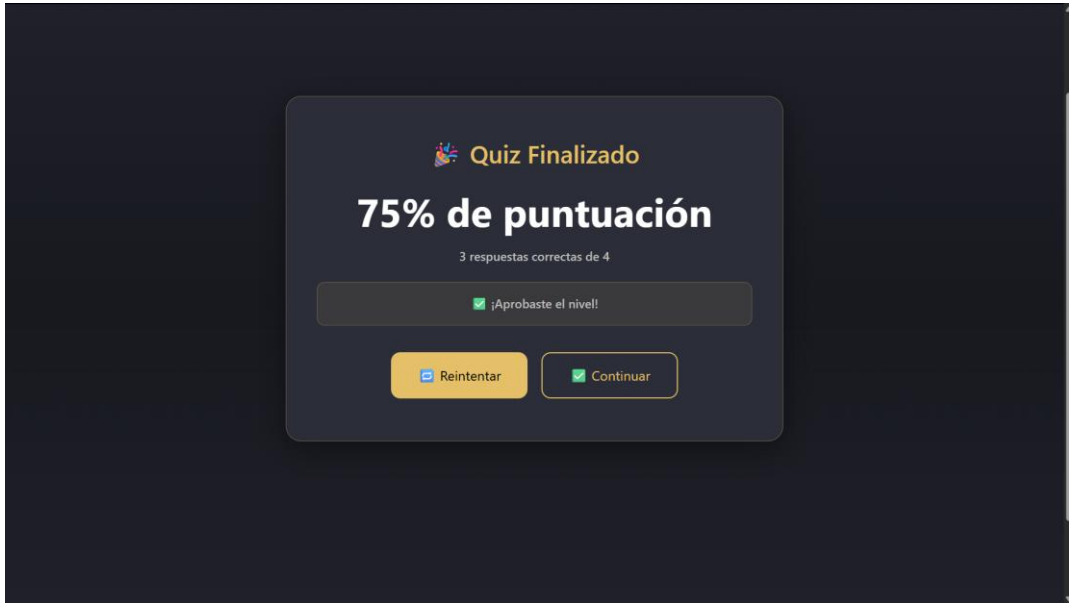 🎉 Quiz Finalizado
75% de puntuación
3 respuestas correctas de 4
✅ ¡Aprobaste el nivel!
🔁 Reintentar ✅ Continuar